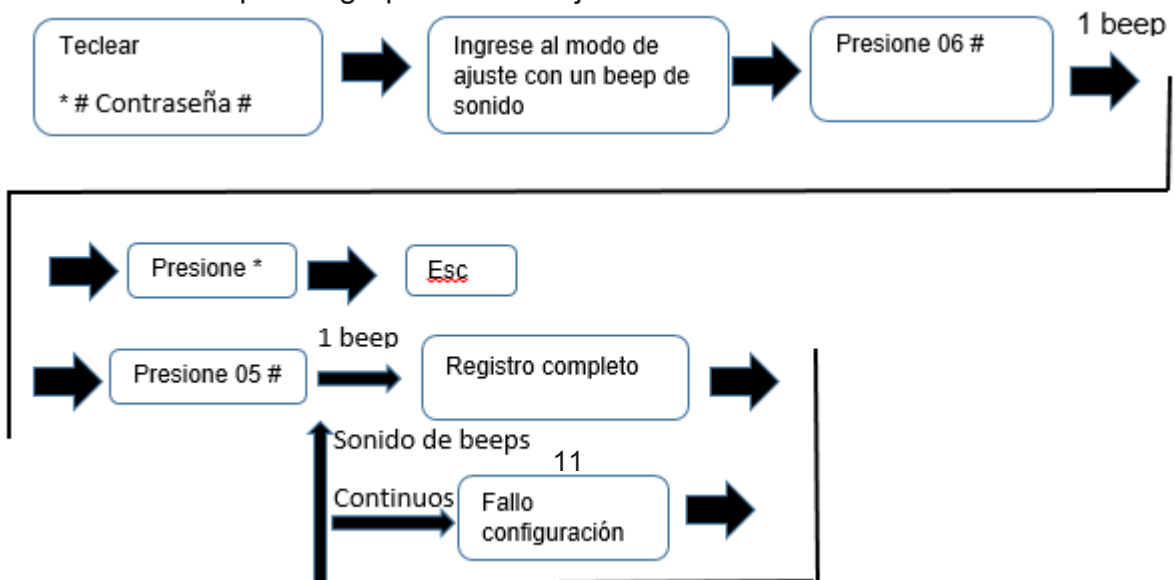 Teclear
* # Contraseña #
Ingrese al modo de
ajuste con un beep de
sonido
Presione 06 #
1 beep
Presione *
Esc
Presione 05 #
1 beep
Registro completo
Sonido de beeps
11
Continuos
Fallo
configuración